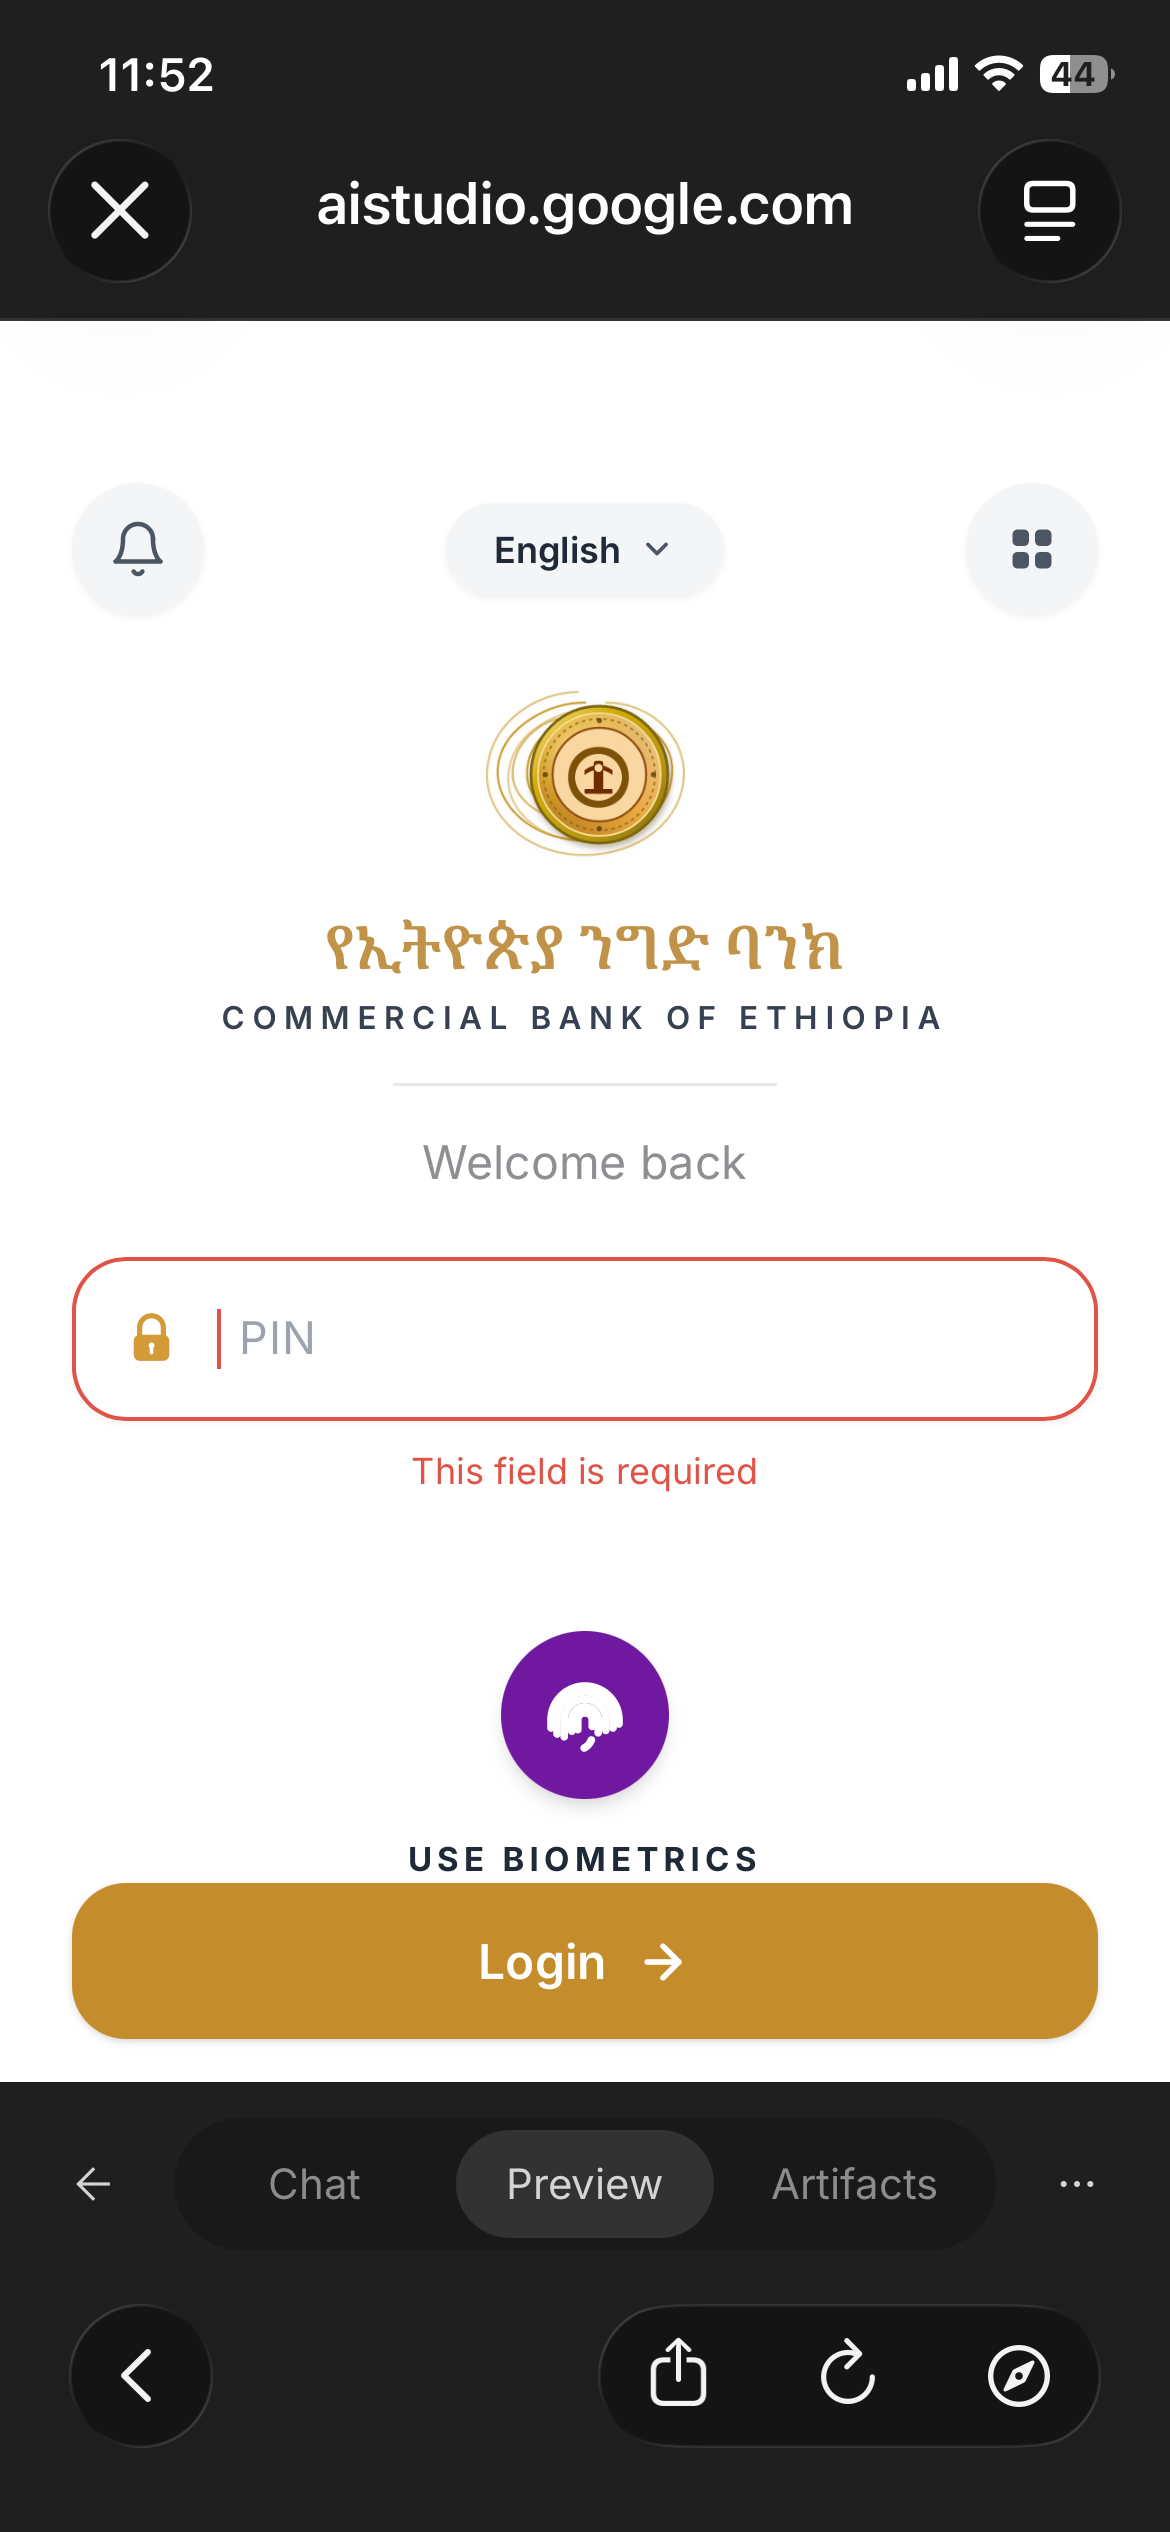 11:52
44
aistudio.google.com
English
የኢትዮጵያ ንግድ ባንክ
COMMERCIAL BANK OF ETHIOPIA
Welcome back
PIN
This field is required
USE BIOMETRICS
Login
Chat Preview Artifacts